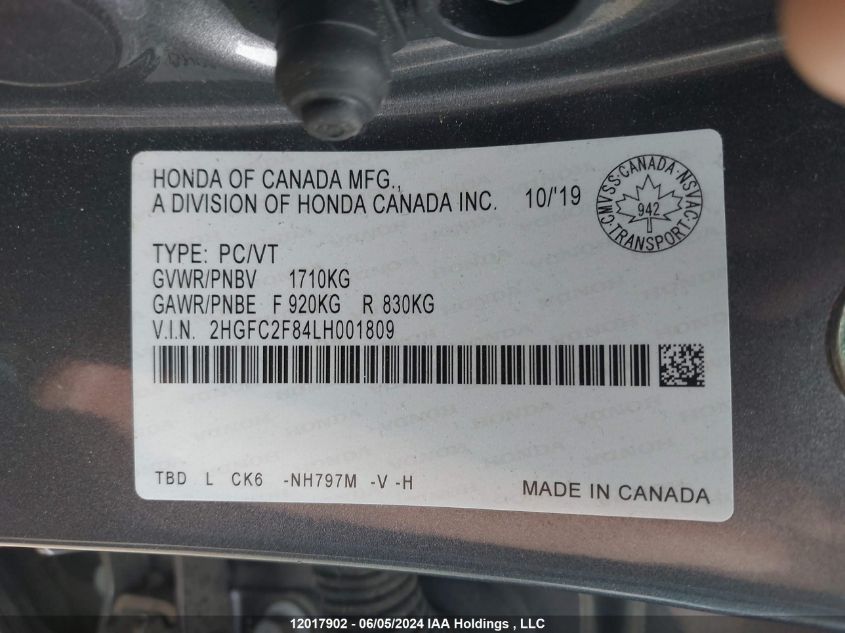 HONDA OF CANADA MFG.,
A DIVISION OF HONDA CANADA INC. 10/'19
CMVSS·CANADA·NSVAC·TRANSPORT
942
TYPE: PC/VT
GVWR/PNBV 1710KG
GAWR/PNBE F 920KG R 830KG
V.I.N. 2HGFC2F84LH001809
TBD L CK6 -NH797M -V -H
MADE IN CANADA
12017902 - 06/05/2024 IAA Holdings , LLC